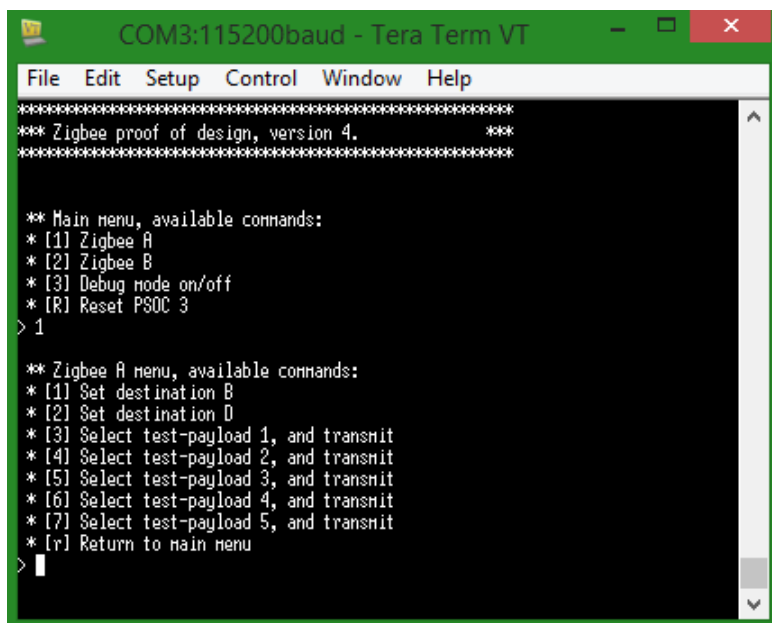 COM3:115200baud - Tera Term VT
File Edit Setup Control Window Help
*******************************************************
*** Zigbee proof of design, version 4. ***
*******************************************************
** Main menu, available commands:
* [1] Zigbee A
* [2] Zigbee B
* [3] Debug mode on/off
* [R] Reset PSOC 3
> 1
** Zigbee A menu, available commands:
* [1] Set destination B
* [2] Set destination D
* [3] Select test-payload 1, and transmit
* [4] Select test-payload 2, and transmit
* [5] Select test-payload 3, and transmit
* [6] Select test-payload 4, and transmit
* [7] Select test-payload 5, and transmit
* [r] Return to main menu
>